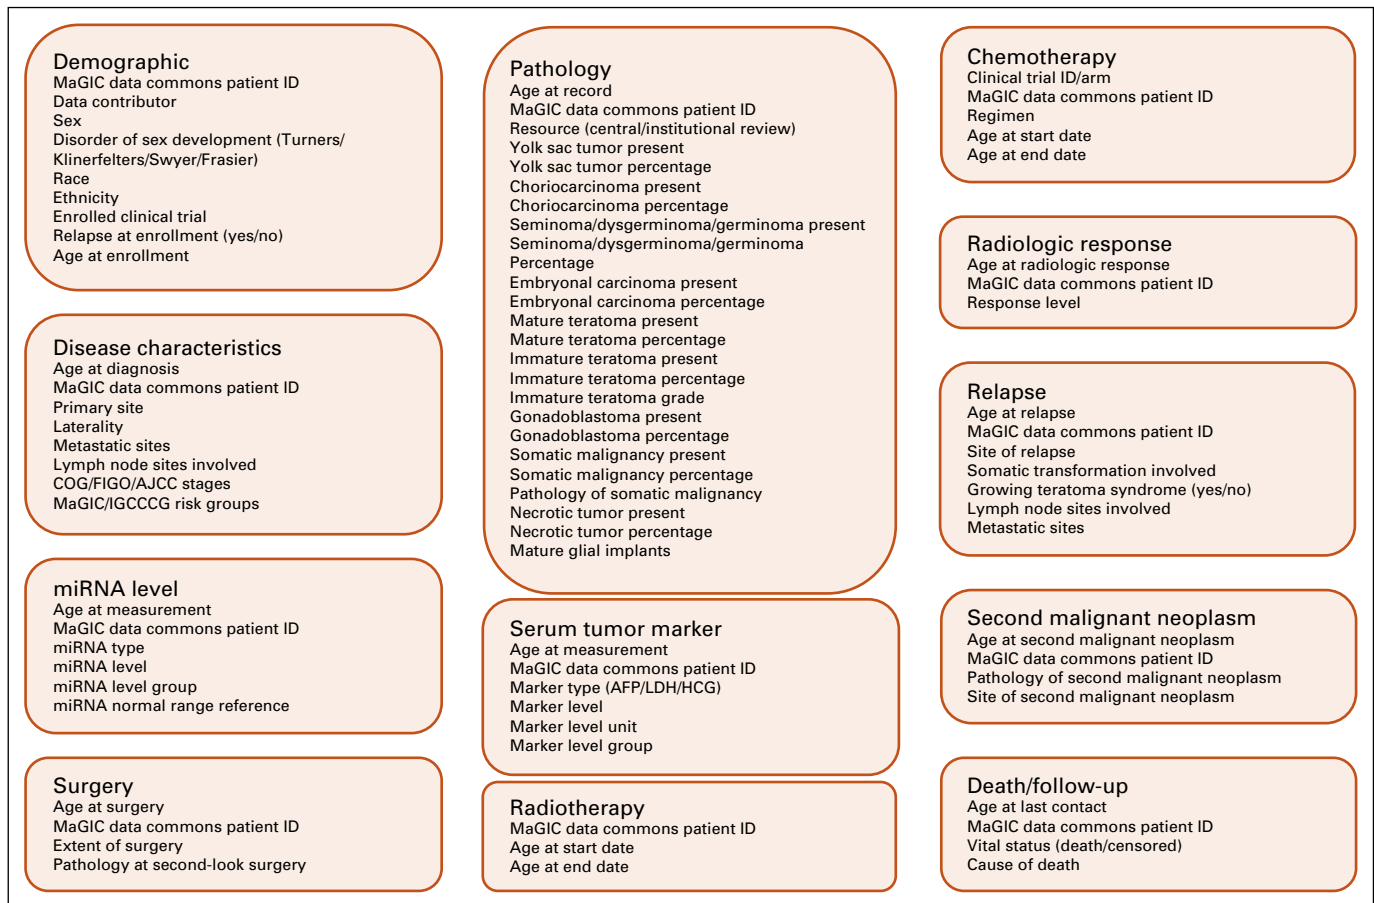 Demographic
MaGIC data commons patient ID
Data contributor
Sex
Disorder of sex development (Turners/
Klinerfelters/Swyer/Frasier)
Race
Ethnicity
Enrolled clinical trial
Relapse at enrollment (yes/no)
Age at enrollment
Disease characteristics
Age at diagnosis
MaGIC data commons patient ID
Primary site
Laterality
Metastatic sites
Lymph node sites involved
COG/FIGO/AJCC stages
MaGIC/IGCCCG risk groups
miRNA level
Age at measurement
MaGIC data commons patient ID
miRNA type
miRNA level
miRNA level group
miRNA normal range reference
Surgery
Age at surgery
MaGIC data commons patient ID
Extent of surgery
Pathology at second-look surgery
Pathology
Age at record
MaGIC data commons patient ID
Resource (central/institutional review)
Yolk sac tumor present
Yolk sac tumor percentage
Choriocarcinoma present
Choriocarcinoma percentage
Seminoma/dysgerminoma/germinoma present
Seminoma/dysgerminoma/germinoma
Percentage
Embryonal carcinoma present
Embryonal carcinoma percentage
Mature teratoma present
Mature teratoma percentage
Immature teratoma present
Immature teratoma percentage
Immature teratoma grade
Gonadoblastoma present
Gonadoblastoma percentage
Somatic malignancy present
Somatic malignancy percentage
Pathology of somatic malignancy
Necrotic tumor present
Necrotic tumor percentage
Mature glial implants
Serum tumor marker
Age at measurement
MaGIC data commons patient ID
Marker type (AFP/LDH/HCG)
Marker level
Marker level unit
Marker level group
Radiotherapy
MaGIC data commons patient ID
Age at start date
Age at end date
Chemotherapy
Clinical trial ID/arm
MaGIC data commons patient ID
Regimen
Age at start date
Age at end date
Radiologic response
Age at radiologic response
MaGIC data commons patient ID
Response level
Relapse
Age at relapse
MaGIC data commons patient ID
Site of relapse
Somatic transformation involved
Growing teratoma syndrome (yes/no)
Lymph node sites involved
Metastatic sites
Second malignant neoplasm
Age at second malignant neoplasm
MaGIC data commons patient ID
Pathology of second malignant neoplasm
Site of second malignant neoplasm
Death/follow-up
Age at last contact
MaGIC data commons patient ID
Vital status (death/censored)
Cause of death